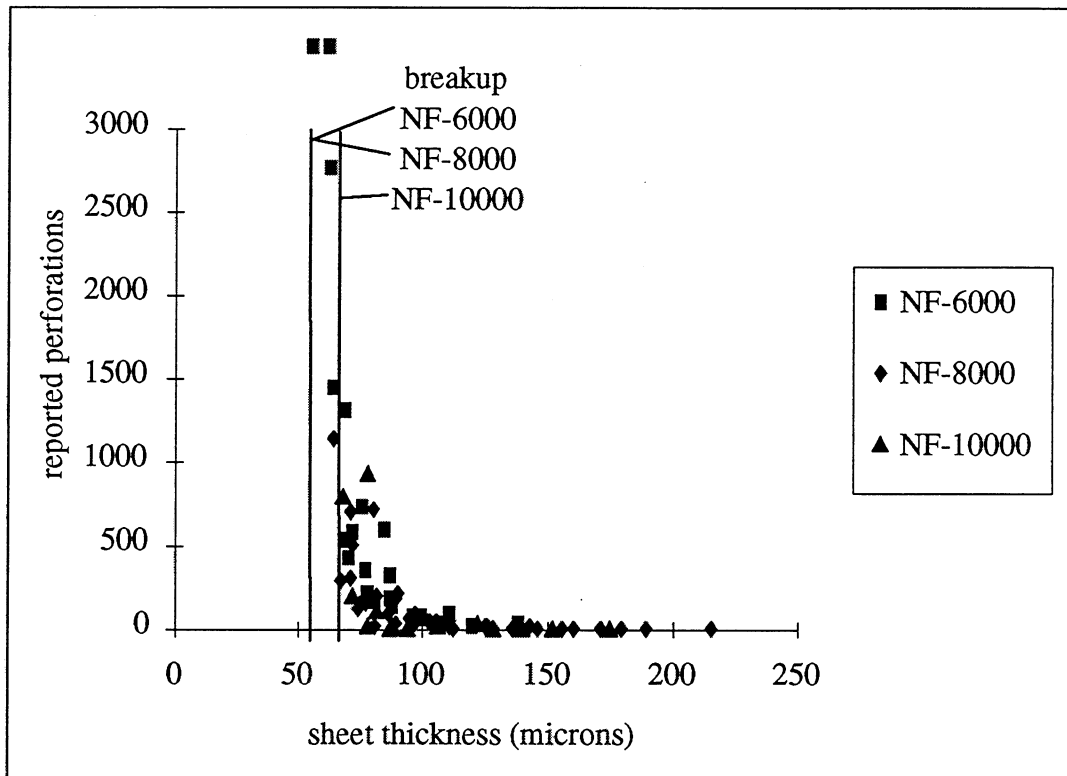 breakup
NF-6000
NF-8000
NF-10000
3000
2500
2000
1500
1000
500
0
reported perforations
0 50 100 150 200 250
sheet thickness (microns)
NF-6000
NF-8000
NF-10000